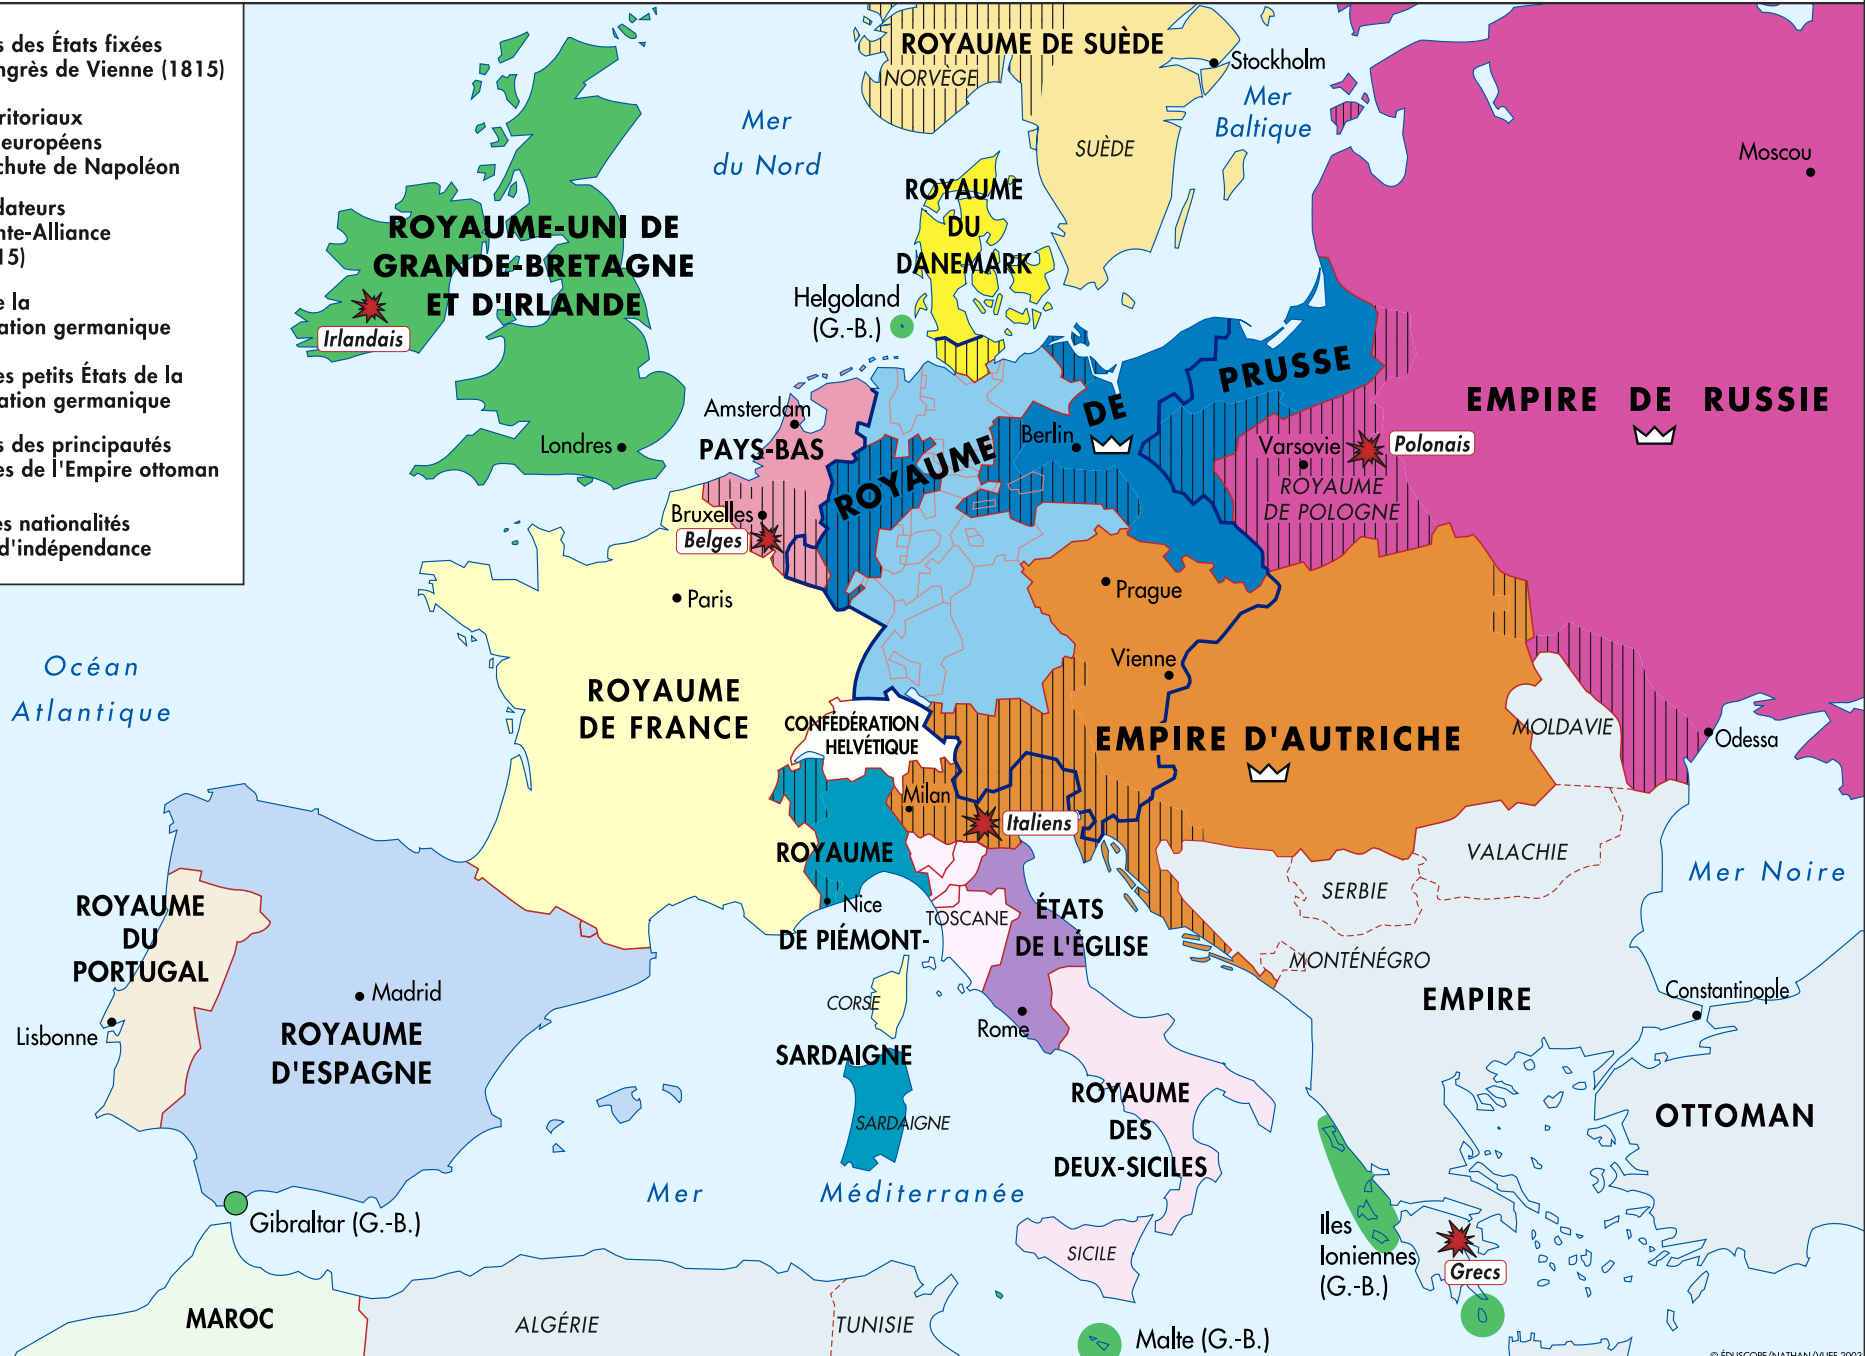 s des États fixées
ngrès de Vienne (1815)
ritoriaux
européens
chute de Napoléon
dateurs
nte-Alliance
15)
e la
ation germanique
es petits États de la
ation germanique
s des principautés
es de l'Empire ottoman
es nationalités
d'indépendance
ROYAUME DE SUÈDE
NORVÈGE
Stockholm
Mer
Baltique
SUÈDE
Mer
du Nord
Moscou
ROYAUME
DU
DANEMARK
ROYAUME-UNI DE
GRANDE-BRETAGNE
ET D'IRLANDE
Irlandais
Helgoland
(G.-B.)
Londres
Amsterdam
PAYS-BAS
Bruxelles
Belges
ROYAUME
DE
PRUSSE
Berlin
EMPIRE DE RUSSIE
Varsovie
Polonais
ROYAUME
DE POLOGNE
Paris
Prague
Vienne
Océan
Atlantique
ROYAUME
DE FRANCE
CONFÉDÉRATION
HELVÉTIQUE
EMPIRE D'AUTRICHE
MOLDAVIE
Odessa
Milan
Italiens
ROYAUME
Nice
DE PIÉMONT-
TOSCANE
ÉTATS
DE L'ÉGLISE
VALACHIE
SERBIE
MONTÉNÉGRO
Mer Noire
ROYAUME
DU
PORTUGAL
Lisbonne
Madrid
ROYAUME
D'ESPAGNE
CORSE
SARDAIGNE
SARDAIGNE
Rome
EMPIRE
Constantinople
OTTOMAN
ROYAUME
DES
DEUX-SICILES
Mer Méditerranée
Gibraltar (G.-B.)
SICILE
Iles
Ioniennes
(G.-B.)
Grecs
MAROC
ALGÉRIE
TUNISIE
Malte (G.-B.)
© ÉDUSCOPE/NATHAN/VUEF 2003